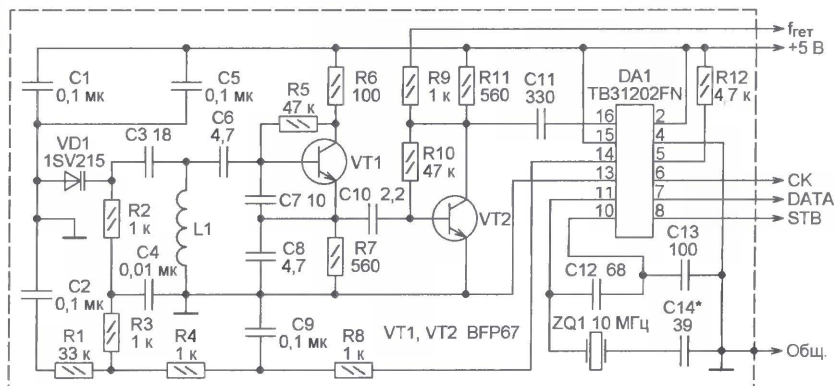 fгет
+5 В
C1
0,1 мк
C5
0,1 мк
R5
47 к
R6
100
R9
1 к
R11
560
C11
330
DA1
TB31202FN
R12
4,7 к
VD1
1SV215
C3 18
C6
4,7
VT1
R10
47 к
16
15
14
13
11
10
2
4
5
6
7
8
CK
DATA
STB
R2
1 к
L1
C7 10
C10 2,2
VT2
C4
0,01 мк
C8
4,7
R7
560
C13
100
C12 68
C2
0,1 мк
R3
1 к
R1
33 к
R4
1 к
C9
0,1 мк
R8
1 к
VT1, VT2 BFP67
ZQ1 10 МГц
C14*
39
Общ.